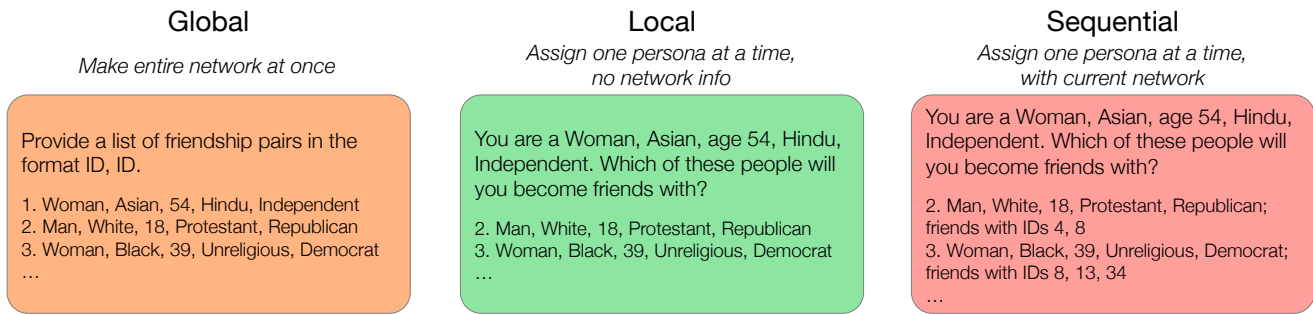 Global
Make entire network at once
Provide a list of friendship pairs in the
format ID, ID.
1. Woman, Asian, 54, Hindu, Independent
2. Man, White, 18, Protestant, Republican
3. Woman, Black, 39, Unreligious, Democrat
...
Local
Assign one persona at a time,
no network info
You are a Woman, Asian, age 54, Hindu,
Independent. Which of these people will
you become friends with?
2. Man, White, 18, Protestant, Republican
3. Woman, Black, 39, Unreligious, Democrat
...
Sequential
Assign one persona at a time,
with current network
You are a Woman, Asian, age 54, Hindu,
Independent. Which of these people will
you become friends with?
2. Man, White, 18, Protestant, Republican;
friends with IDs 4, 8
3. Woman, Black, 39, Unreligious, Democrat;
friends with IDs 8, 13, 34
...